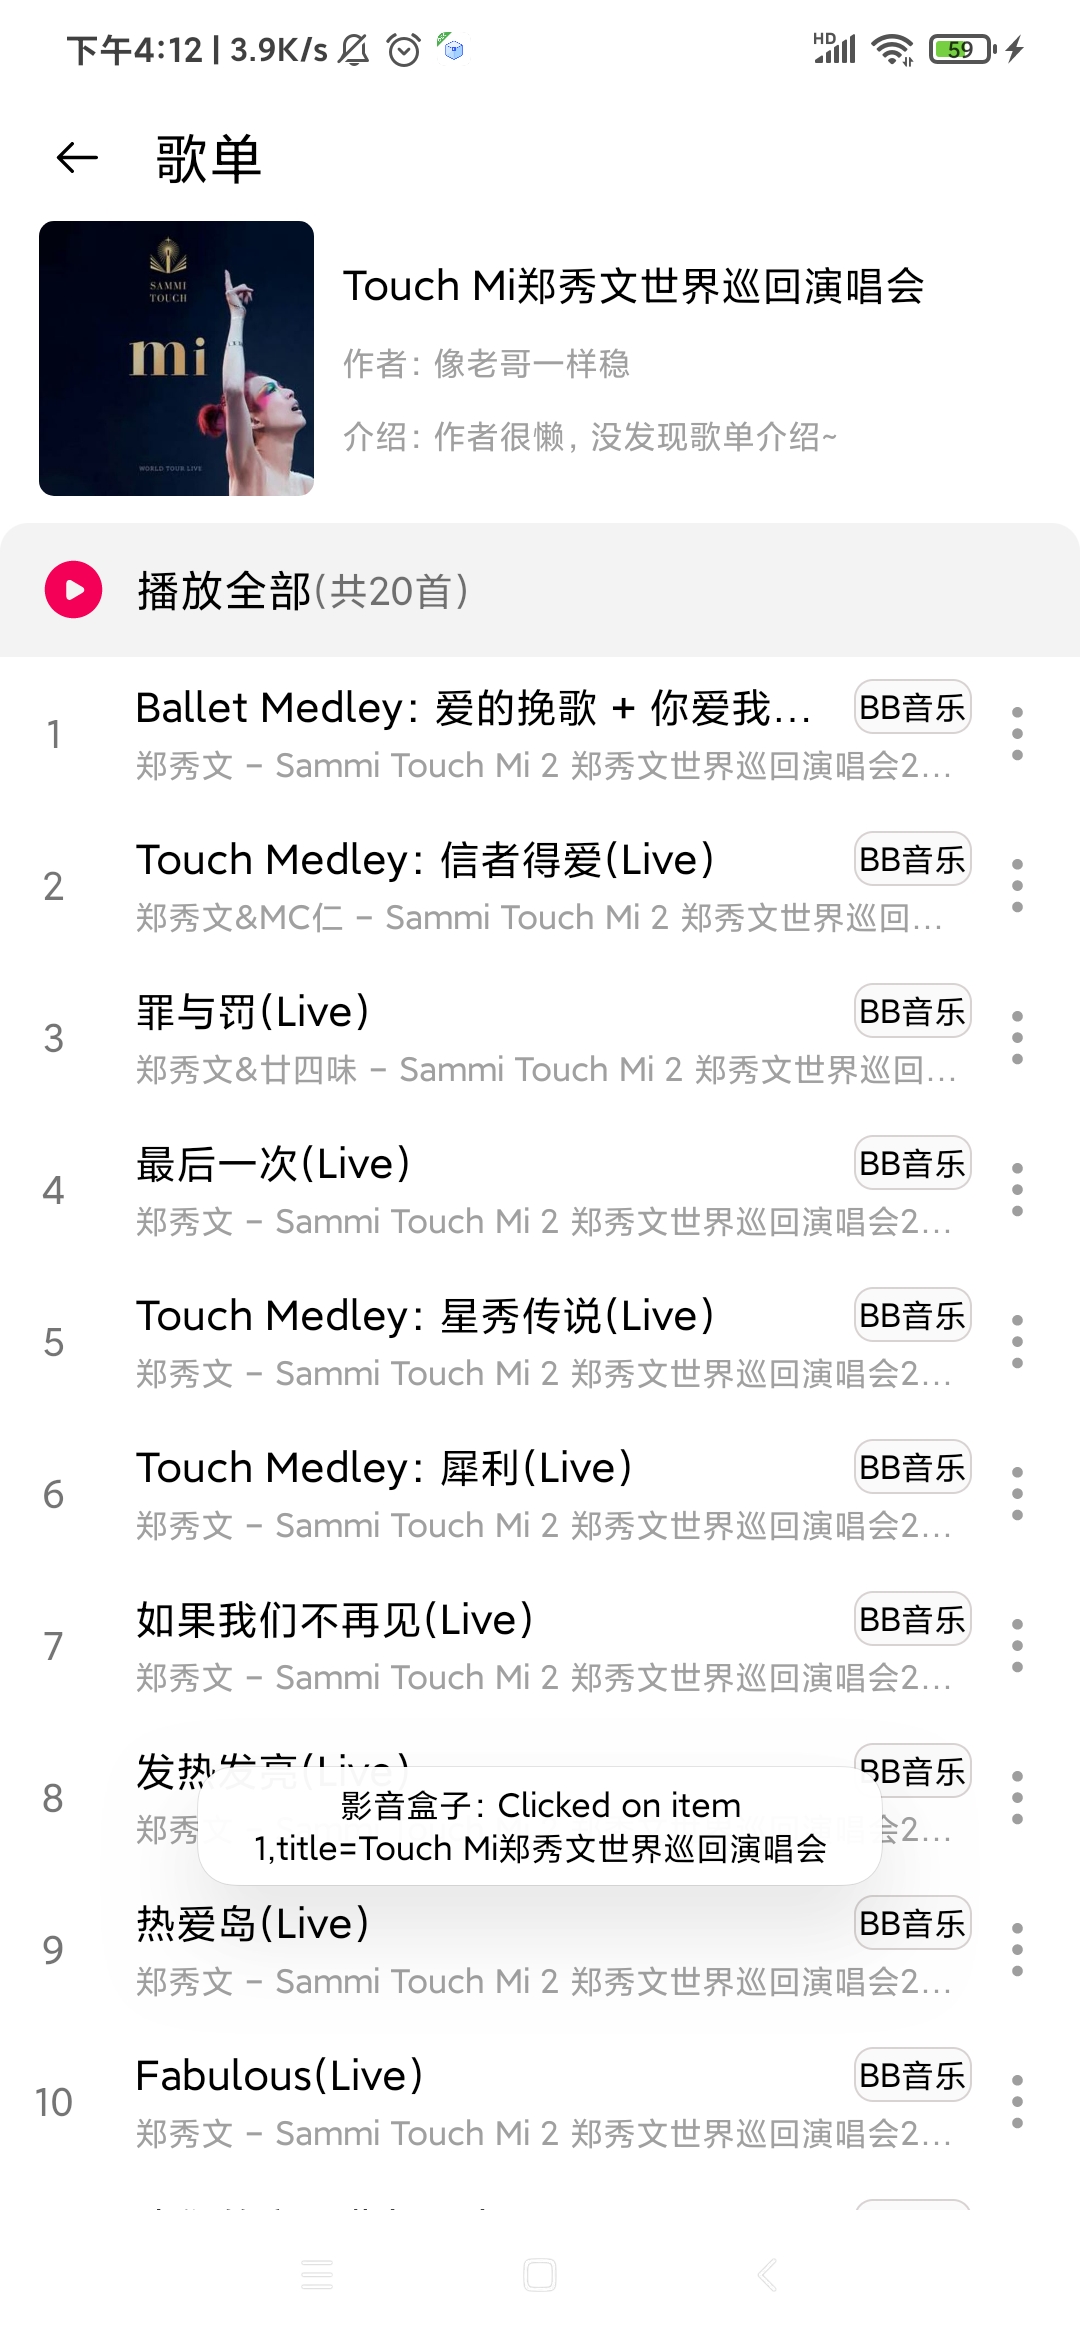 下午4:12 | 3.9K/s
HD
59
歌单
SAMMI
TOUCH
mi
WORLD TOUR LIVE
Touch Mi郑秀文世界巡回演唱会
作者: 像老哥一样稳
介绍: 作者很懒, 没发现歌单介绍~
播放全部(共20首)
1
Ballet Medley: 爱的挽歌 + 你爱我...
BB音乐
郑秀文 – Sammi Touch Mi 2 郑秀文世界巡回演唱会2...
2
Touch Medley: 信者得爱(Live)
BB音乐
郑秀文&MC仁 – Sammi Touch Mi 2 郑秀文世界巡回...
3
罪与罚(Live)
BB音乐
郑秀文&廿四味 – Sammi Touch Mi 2 郑秀文世界巡回...
4
最后一次(Live)
BB音乐
郑秀文 – Sammi Touch Mi 2 郑秀文世界巡回演唱会2...
5
Touch Medley: 星秀传说(Live)
BB音乐
郑秀文 – Sammi Touch Mi 2 郑秀文世界巡回演唱会2...
6
Touch Medley: 犀利(Live)
BB音乐
郑秀文 – Sammi Touch Mi 2 郑秀文世界巡回演唱会2...
7
如果我们不再见(Live)
BB音乐
郑秀文 – Sammi Touch Mi 2 郑秀文世界巡回演唱会2...
8
发热发亮(Live)
BB音乐
郑秀
会2...
影音盒子: Clicked on item
1,title=Touch Mi郑秀文世界巡回演唱会
9
热爱岛(Live)
BB音乐
郑秀文 – Sammi Touch Mi 2 郑秀文世界巡回演唱会2...
10
Fabulous(Live)
BB音乐
郑秀文 – Sammi Touch Mi 2 郑秀文世界巡回演唱会2...